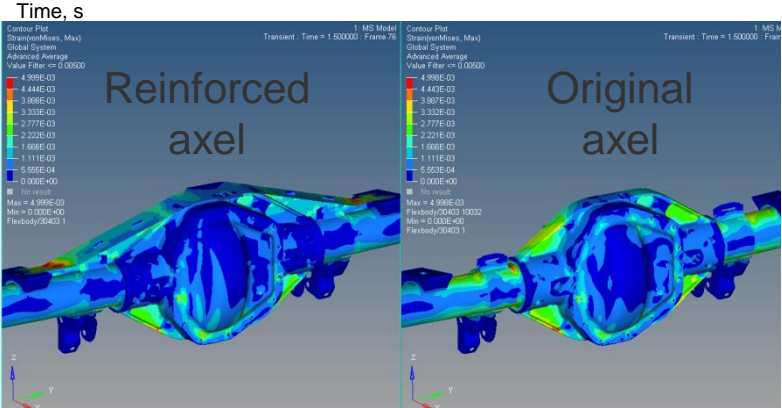 Time, s
Contour Plot
Strain(vonMises, Max)
Global System
Advanced Average
Value Filter <= 0.00500
4.999E-03
4.444E-03
3.888E-03
3.333E-03
2.777E-03
2.222E-03
1.666E-03
1.111E-03
5.555E-04
0.000E+00
No result
Max = 4.999E-03
Min = 0.000E+00
Flexbody/30403 1
1: MS Model
Transient : Time = 1.500000 : Frame 76
Reinforced
axel
Z
Y
X
Contour Plot
Strain(vonMises, Max)
Global System
Advanced Average
Value Filter <= 0.00500
4.998E-03
4.443E-03
3.887E-03
3.332E-03
2.777E-03
2.221E-03
1.666E-03
1.111E-03
5.553E-04
0.000E+00
No result
Max = 4.998E-03
Flexbody/30403 10032
Min = 0.000E+00
Flexbody/30403 1
1: MS Model
Transient : Time = 1.500000 : Fram
Original
axel
Z
Y
X